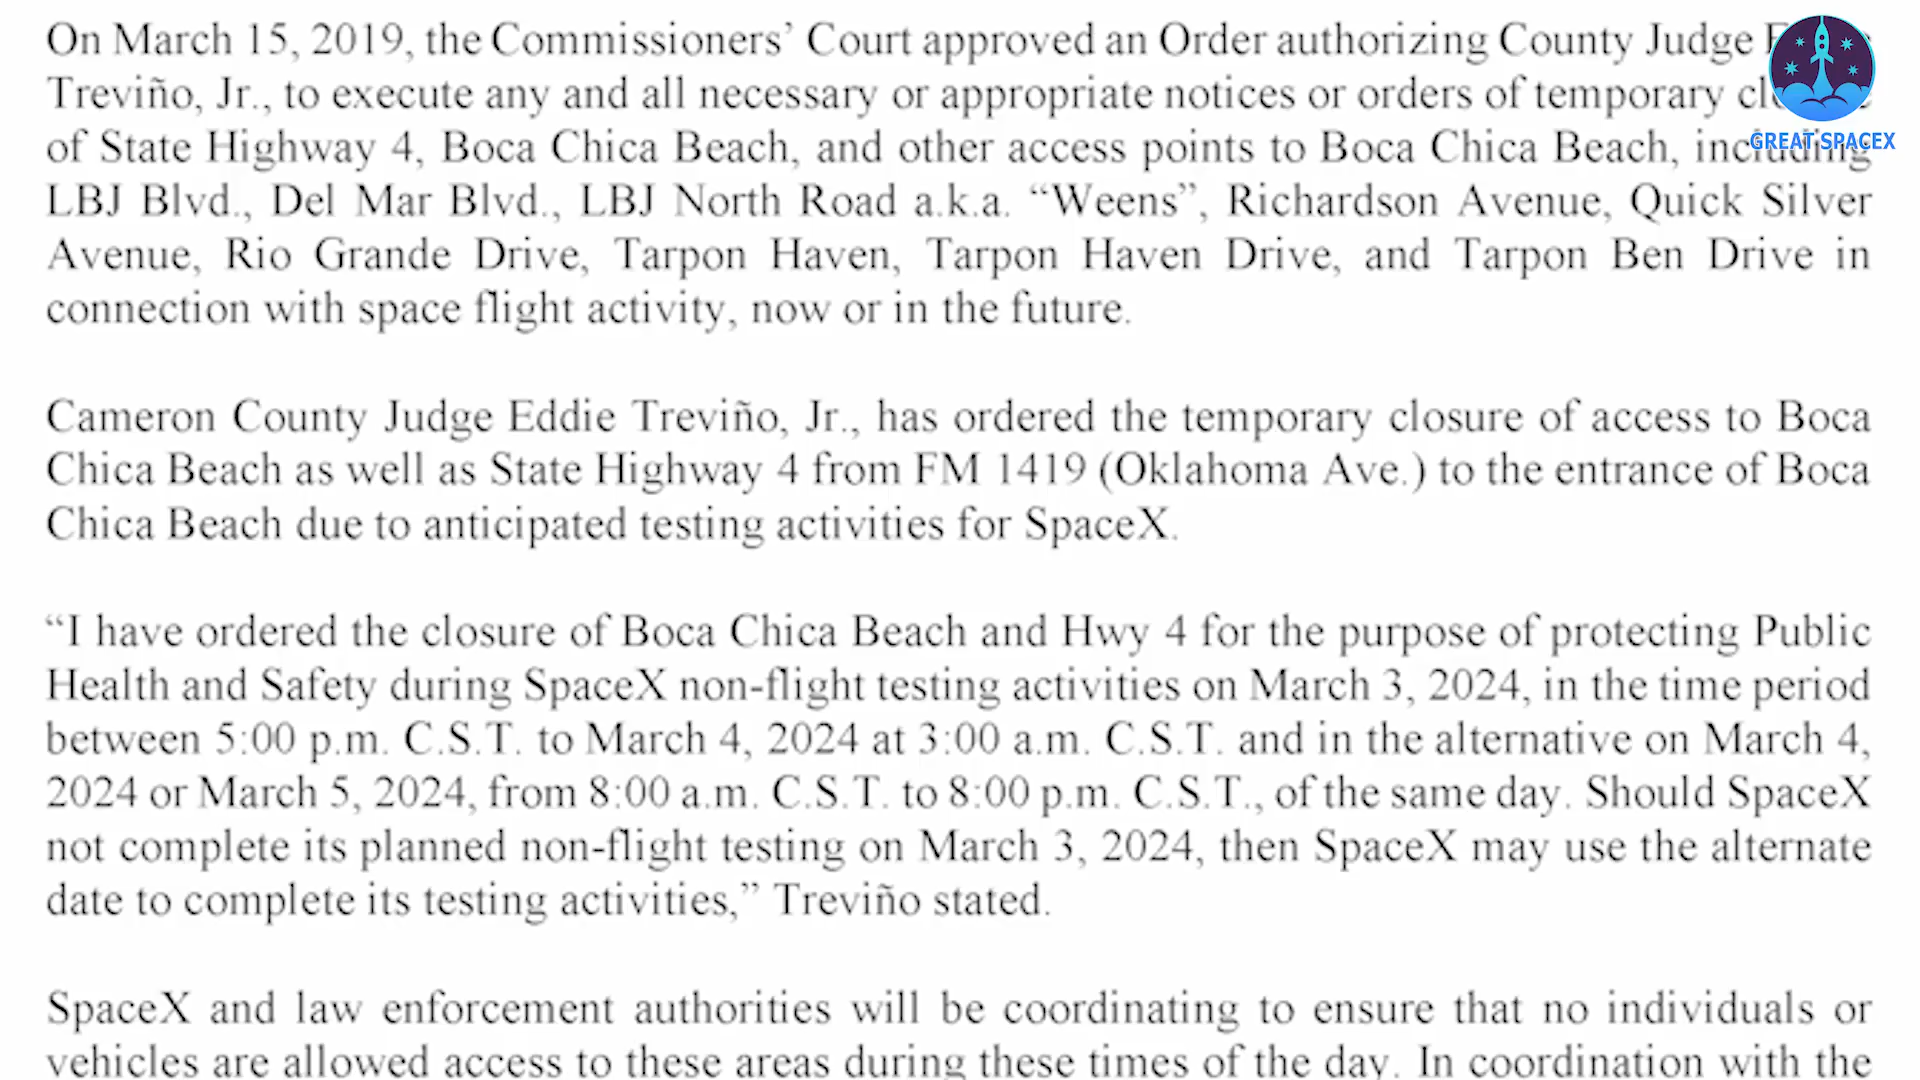 On March 15, 2019, the Commissioners’ Court approved an Order authorizing County Judge
Treviño, Jr., to execute any and all necessary or appropriate notices or orders of temporary
of State Highway 4, Boca Chica Beach, and other access points to Boca Chica Beach, including
LBJ Blvd., Del Mar Blvd., LBJ North Road a.k.a. “Weens”, Richardson Avenue, Quick Silver
Avenue, Rio Grande Drive, Tarpon Haven, Tarpon Haven Drive, and Tarpon Ben Drive in
connection with space flight activity, now or in the future.
Cameron County Judge Eddie Treviño, Jr., has ordered the temporary closure of access to Boca
Chica Beach as well as State Highway 4 from FM 1419 (Oklahoma Ave.) to the entrance of Boca
Chica Beach due to anticipated testing activities for SpaceX.
“I have ordered the closure of Boca Chica Beach and Hwy 4 for the purpose of protecting Public
Health and Safety during SpaceX non-flight testing activities on March 3, 2024, in the time period
between 5:00 p.m. C.S.T. to March 4, 2024 at 3:00 a.m. C.S.T. and in the alternative on March 4,
2024 or March 5, 2024, from 8:00 a.m. C.S.T. to 8:00 p.m. C.S.T., of the same day. Should SpaceX
not complete its planned non-flight testing on March 3, 2024, then SpaceX may use the alternate
date to complete its testing activities,” Treviño stated.
SpaceX and law enforcement authorities will be coordinating to ensure that no individuals or
vehicles are allowed access to these areas during these times of the day. In coordination with the
GREAT SPACEX